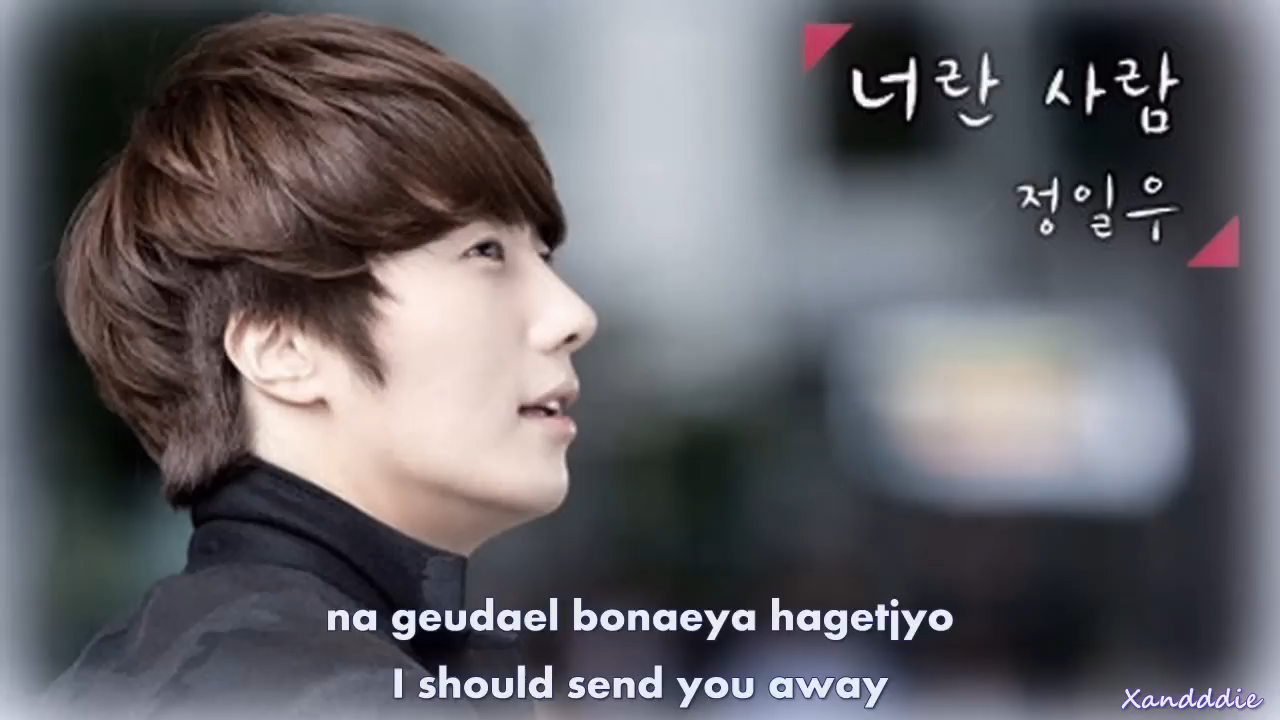 너란 사람
정일우
na geudael bonaeya hagetjyo
I should send you away
Xandddie